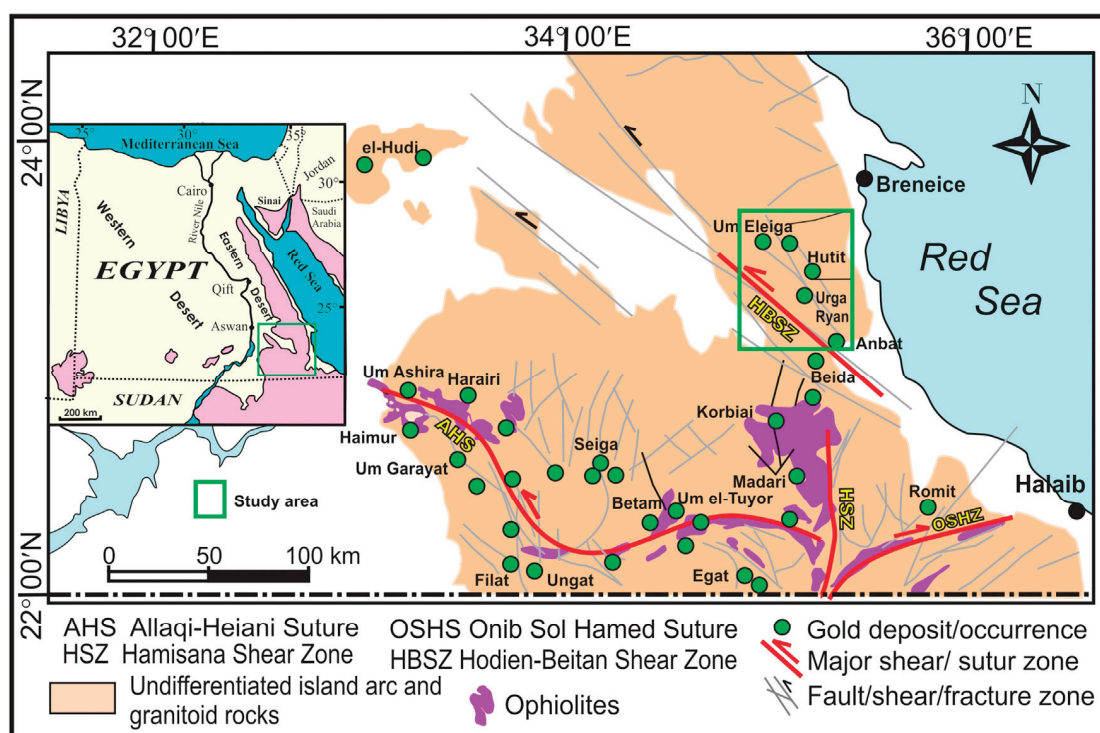 32°00′E
34°00′E
36°00′E
24°00′N
22°00′N
N
25°
30°
35°
Mediterranean Sea
Jordan
30°
Cairo
Sinai
Saudi
Arabia
LIBYA
River Nile
Western
Desert
Eastern
Desert
Red Sea
EGYPT
Qift
25°
Aswan
SUDAN
200 km
el-Hudi
Breneice
Um Eleiga
Hutit
Urga
Ryan
HBSZ
Anbat
Beida
Red
Sea
Um Ashira
Harairi
Korbiai
Haimur
AHS
Seiga
Um Garayat
Madari
HSZ
Romit
Halaib
Betam
Um el-Tuyor
OSHZ
Filat
Ungat
Egat
Study area
0 50 100 km
AHS Allaqi-Heiani Suture
OSHS Onib Sol Hamed Suture
Gold deposit/occurrence
HSZ Hamisana Shear Zone
HBSZ Hodien-Beitan Shear Zone
Major shear/ sutur zone
Undifferentiated island arc and
granitoid rocks
Ophiolites
Fault/shear/fracture zone